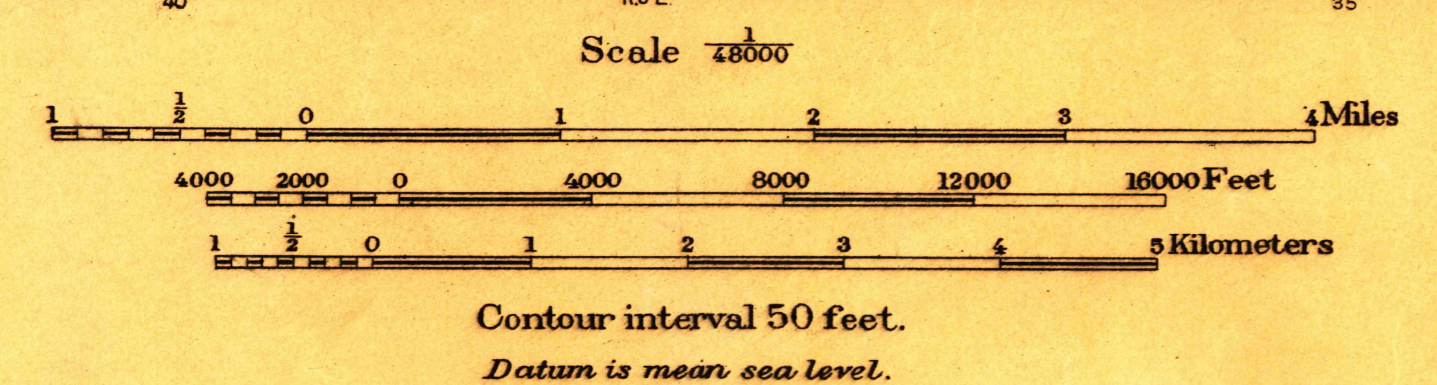 40 35
Scale 1/48000
1 1/2 0 1 2 3 4 Miles
4000 2000 0 4000 8000 12000 16000 Feet
1 1/2 0 1 2 3 4 5 Kilometers
Contour interval 50 feet.
Datum is mean sea level.